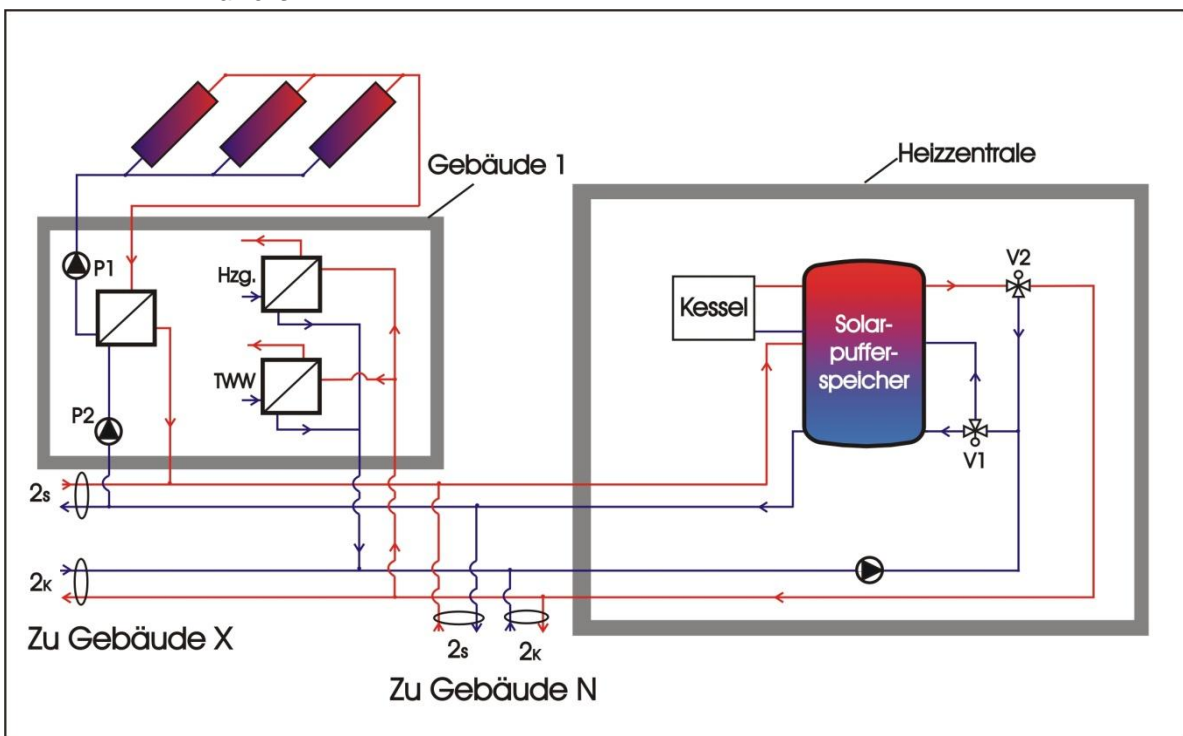 Gebäude 1
Heizzentrale
P1
Hzg.
TWW
P2
Kessel
Solar-
puffer-
speicher
V2
V1
2s
2K
Zu Gebäude X
2s
2K
Zu Gebäude N